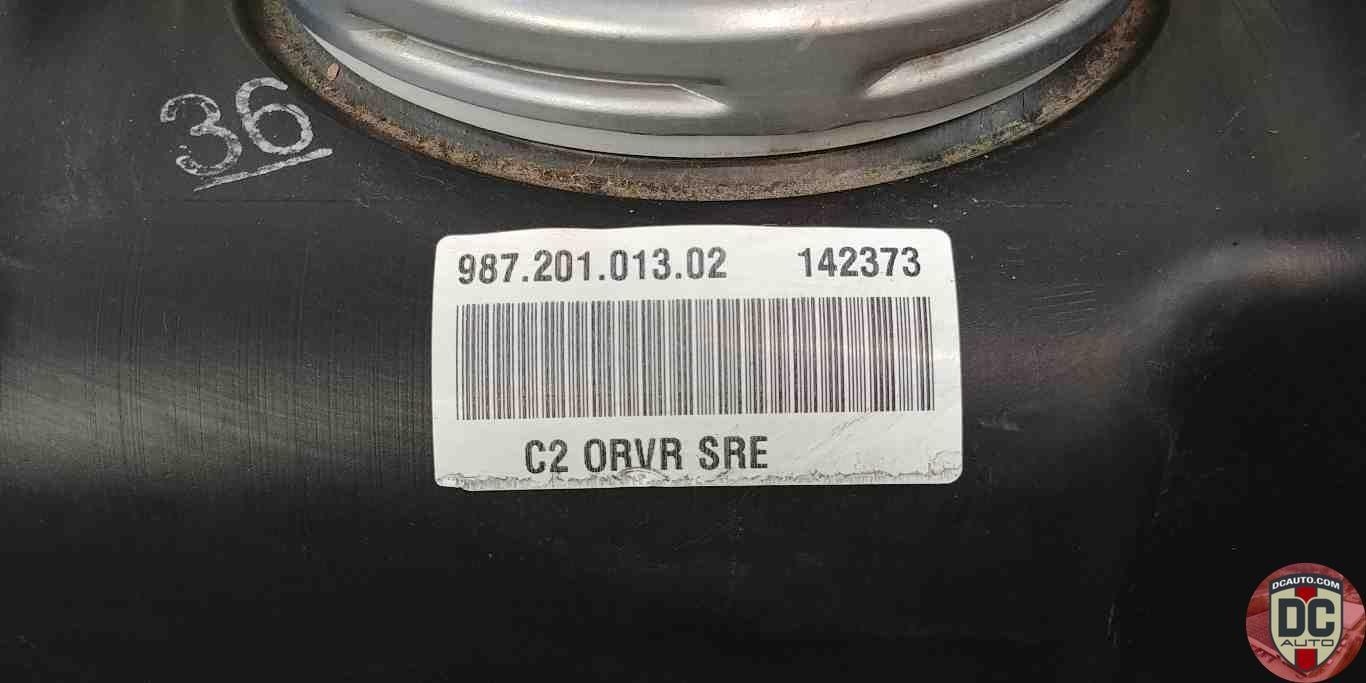 36
987.201.013.02 142373
C2 ORVR SRE
DCAUTO.COM
DC
AUTO